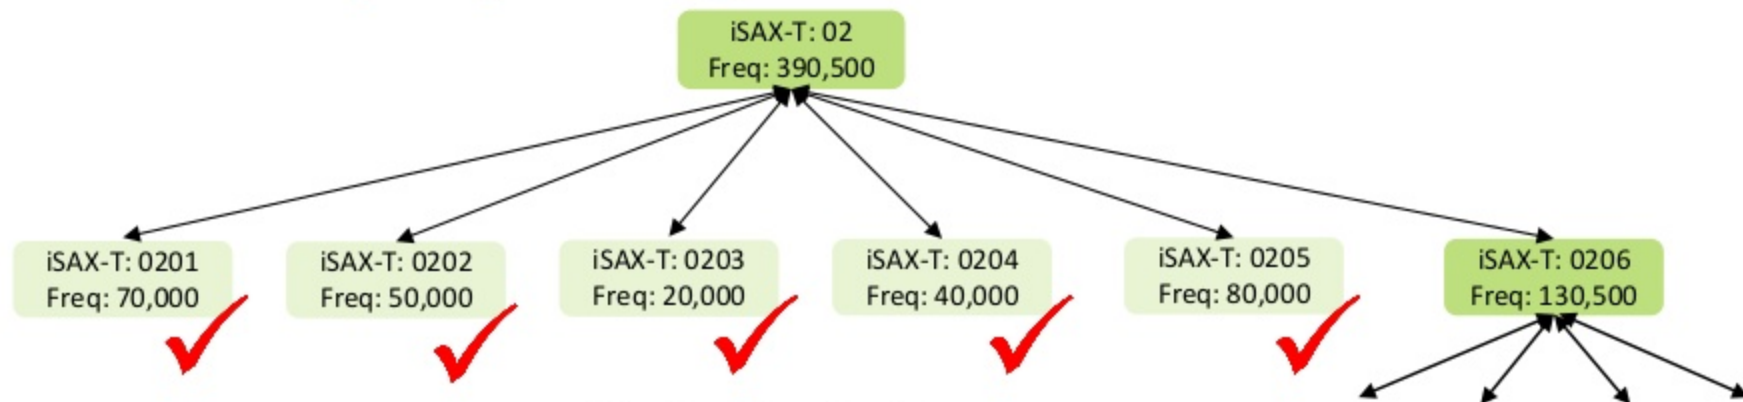 iSAX-T: 02
Freq: 390,500
iSAX-T: 0201
Freq: 70,000
iSAX-T: 0202
Freq: 50,000
iSAX-T: 0203
Freq: 20,000
iSAX-T: 0204
Freq: 40,000
iSAX-T: 0205
Freq: 80,000
iSAX-T: 0206
Freq: 130,500